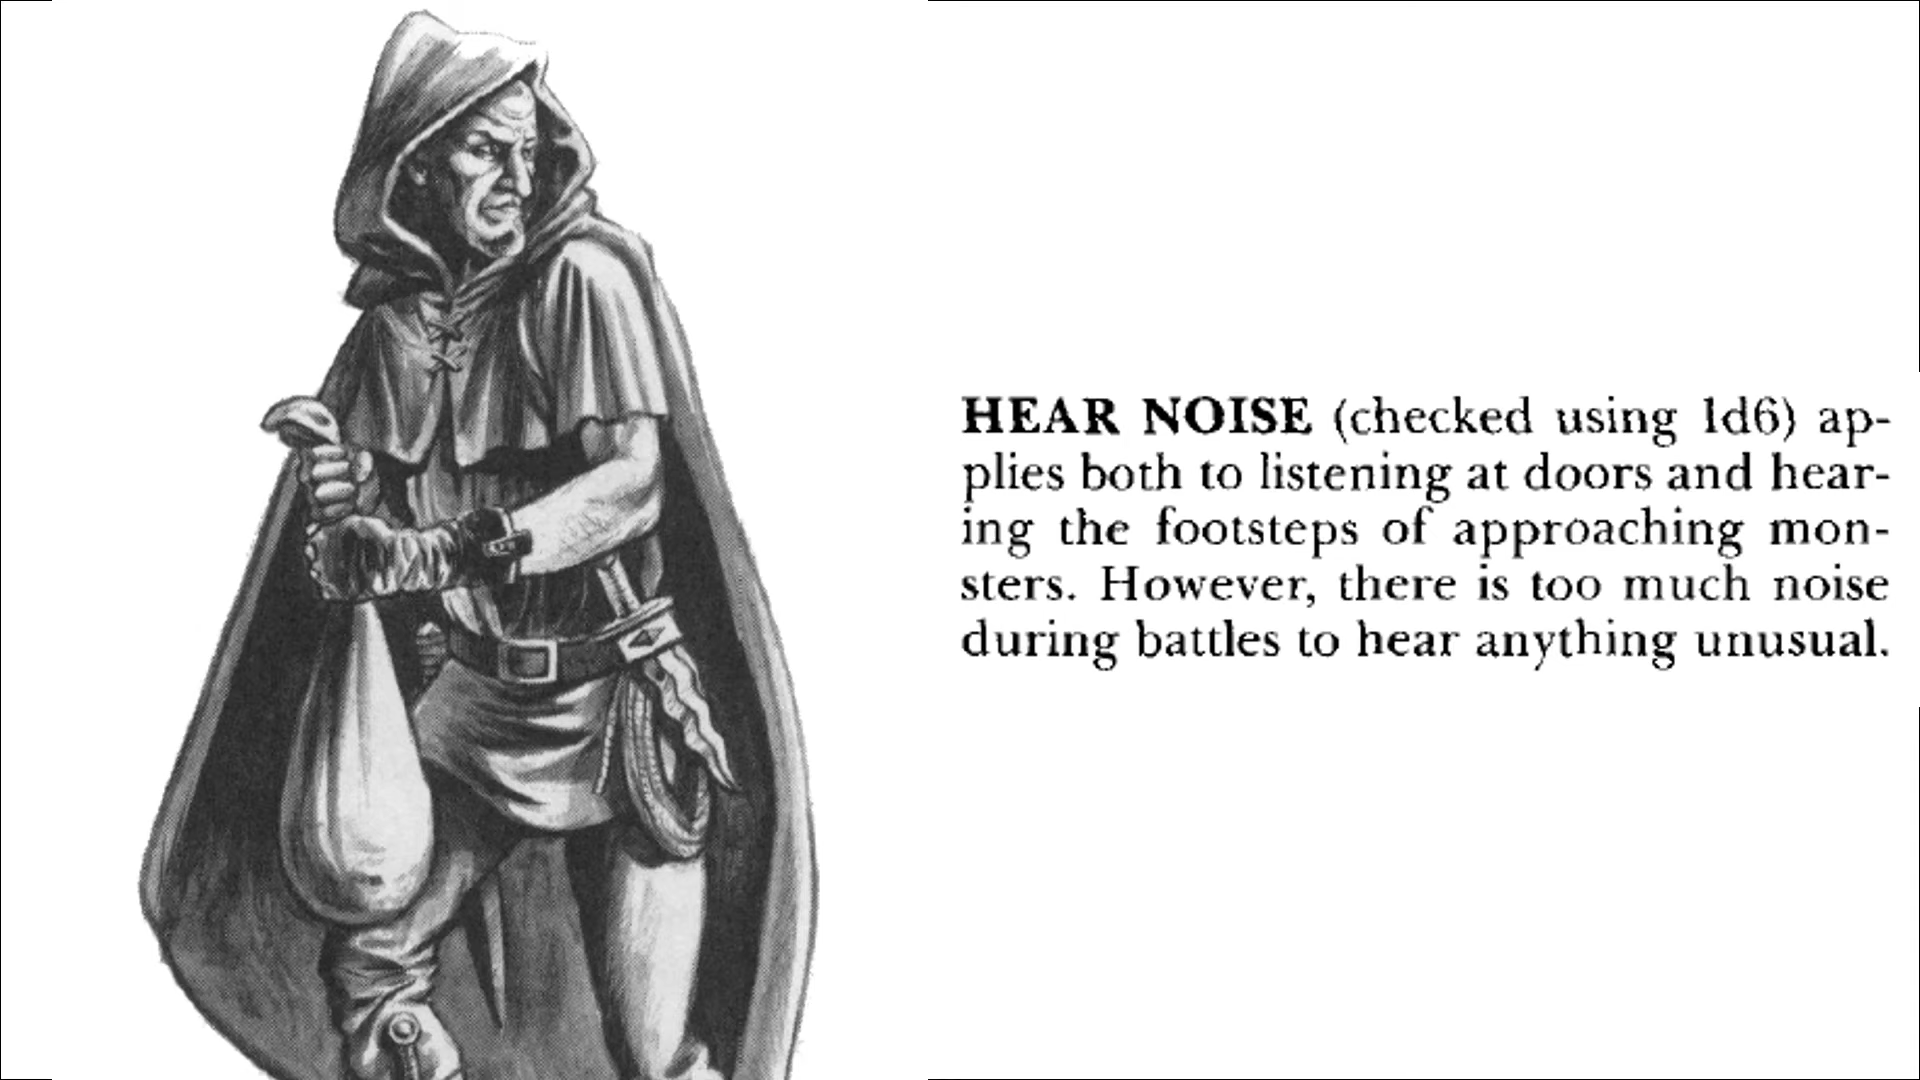 HEAR NOISE (checked using 1d6) ap-
plies both to listening at doors and hear-
ing the footsteps of approaching mon-
sters. However, there is too much noise
during battles to hear anything unusual.